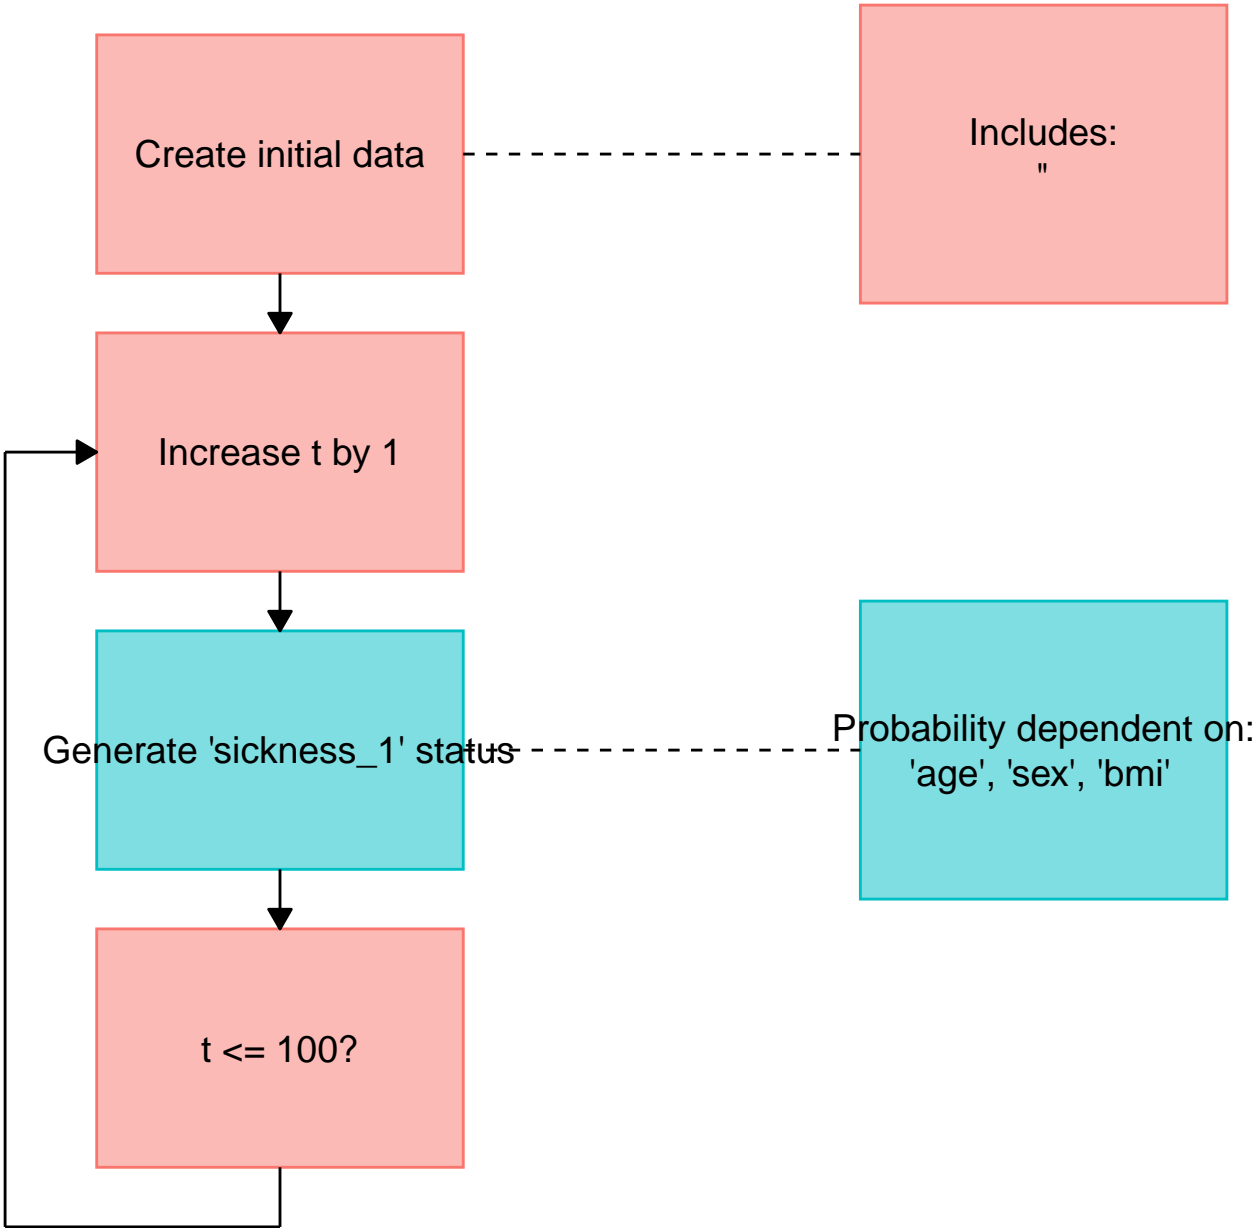 Create initial data
Includes:
''
Increase t by 1
Generate 'sickness_1' status
Probability dependent on:
'age', 'sex', 'bmi'
t <= 100?